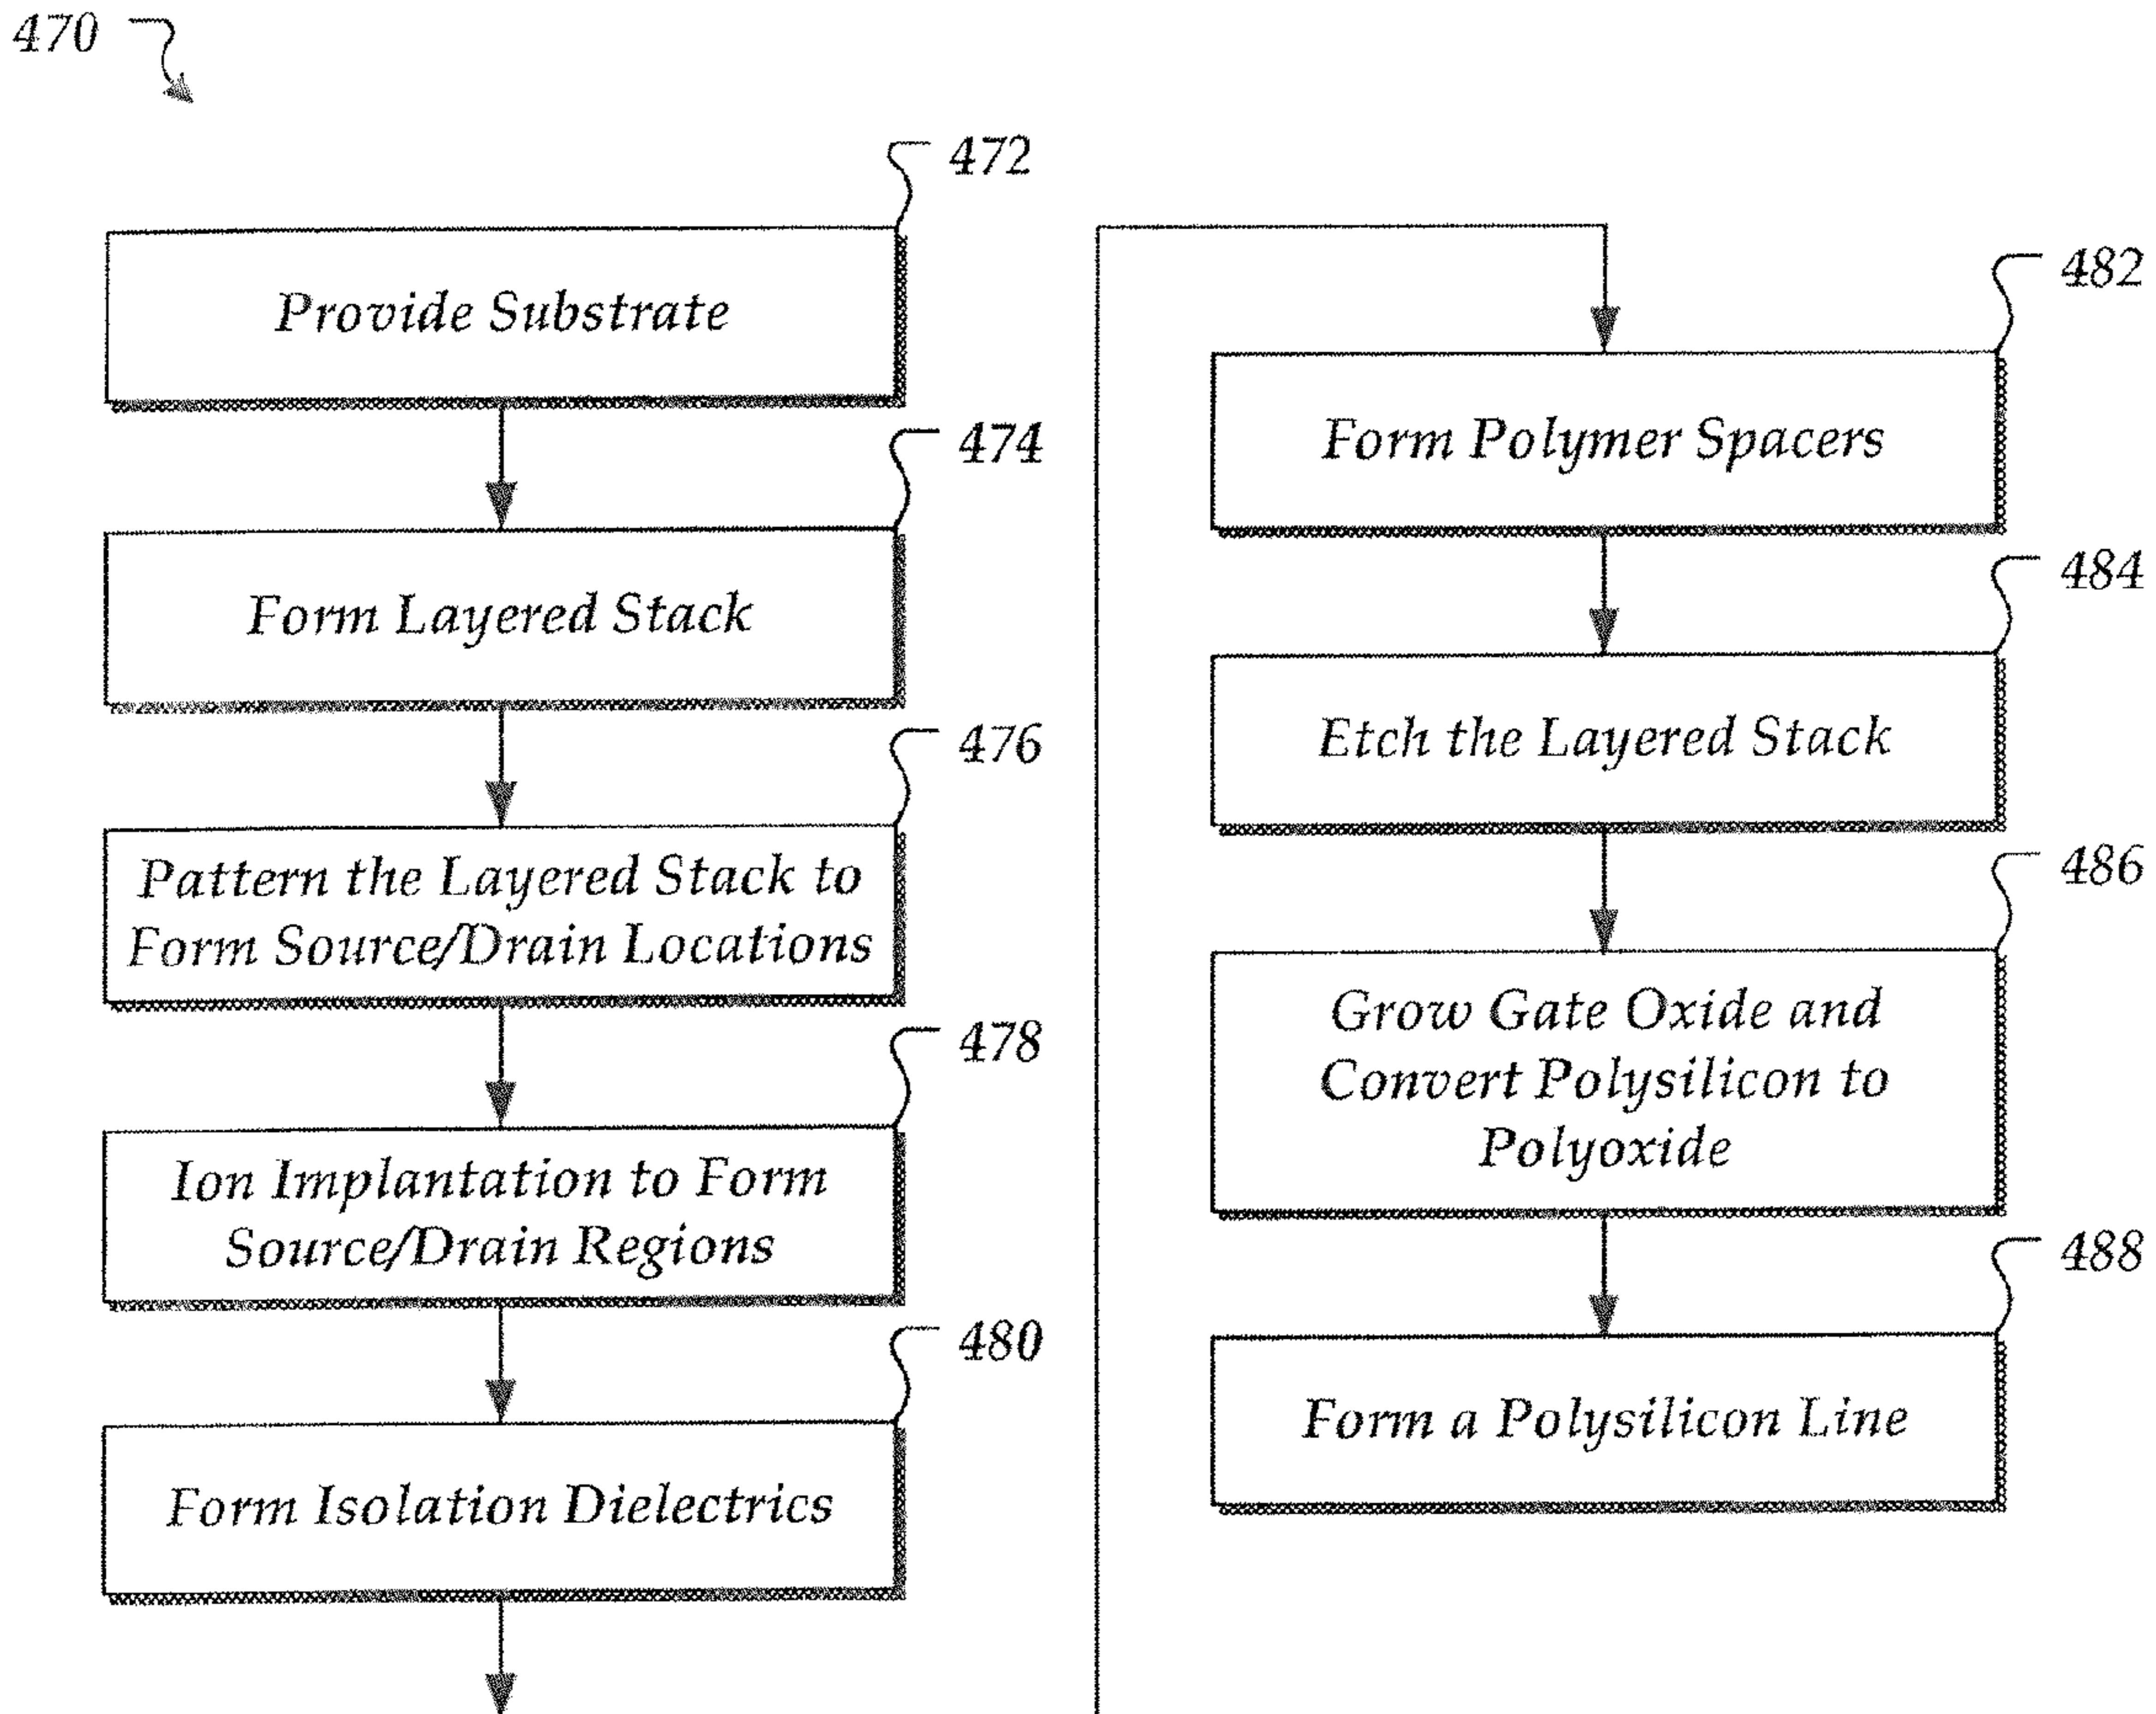 470
472
Provide Substrate
474
Form Layered Stack
476
Pattern the Layered Stack to
Form Source/Drain Locations
478
Ion Implantation to Form
Source/Drain Regions
480
Form Isolation Dielectrics
482
Form Polymer Spacers
484
Etch the Layered Stack
486
Grow Gate Oxide and
Convert Polysilicon to
Polyoxide
488
Form a Polysilicon Line